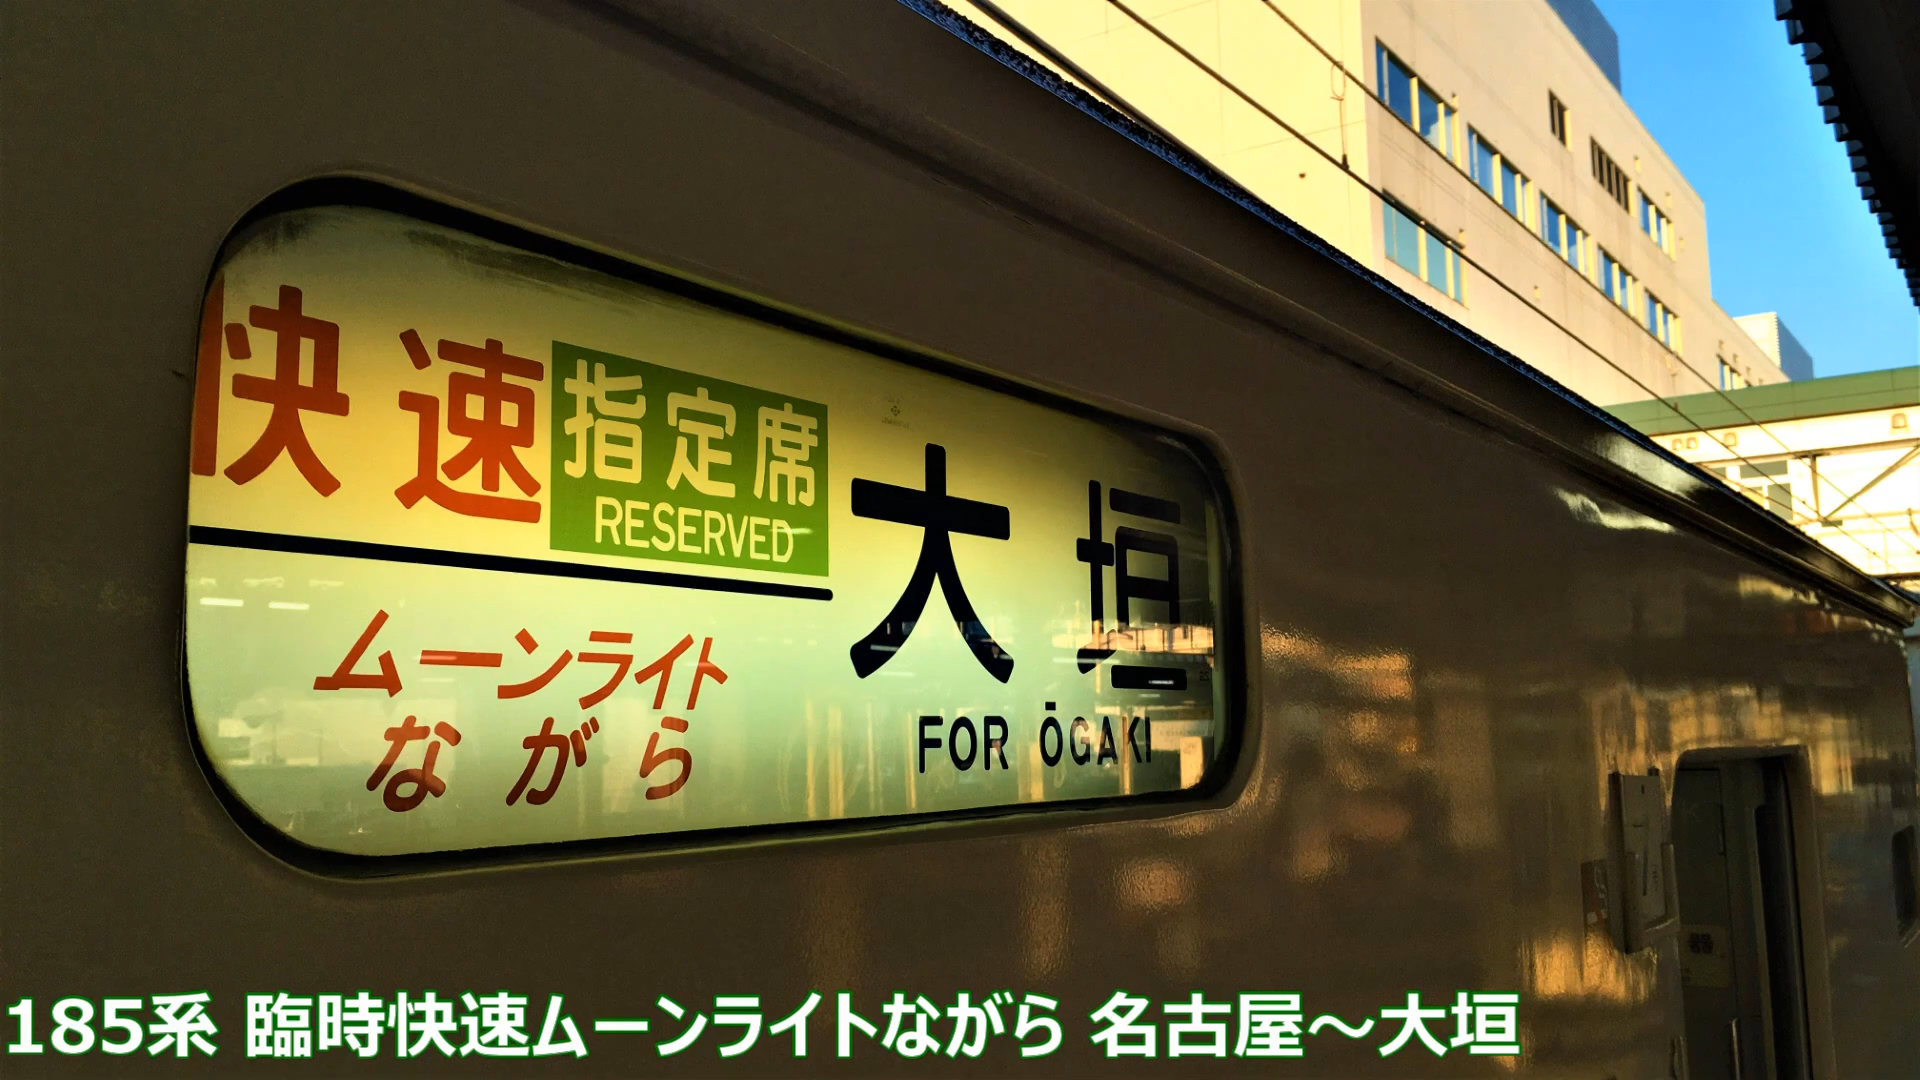 快速 指定席
RESERVED
大垣
ムーンライト
ながら
FOR ŌGAKI
185系 臨時快速ムーンライトながら 名古屋～大垣